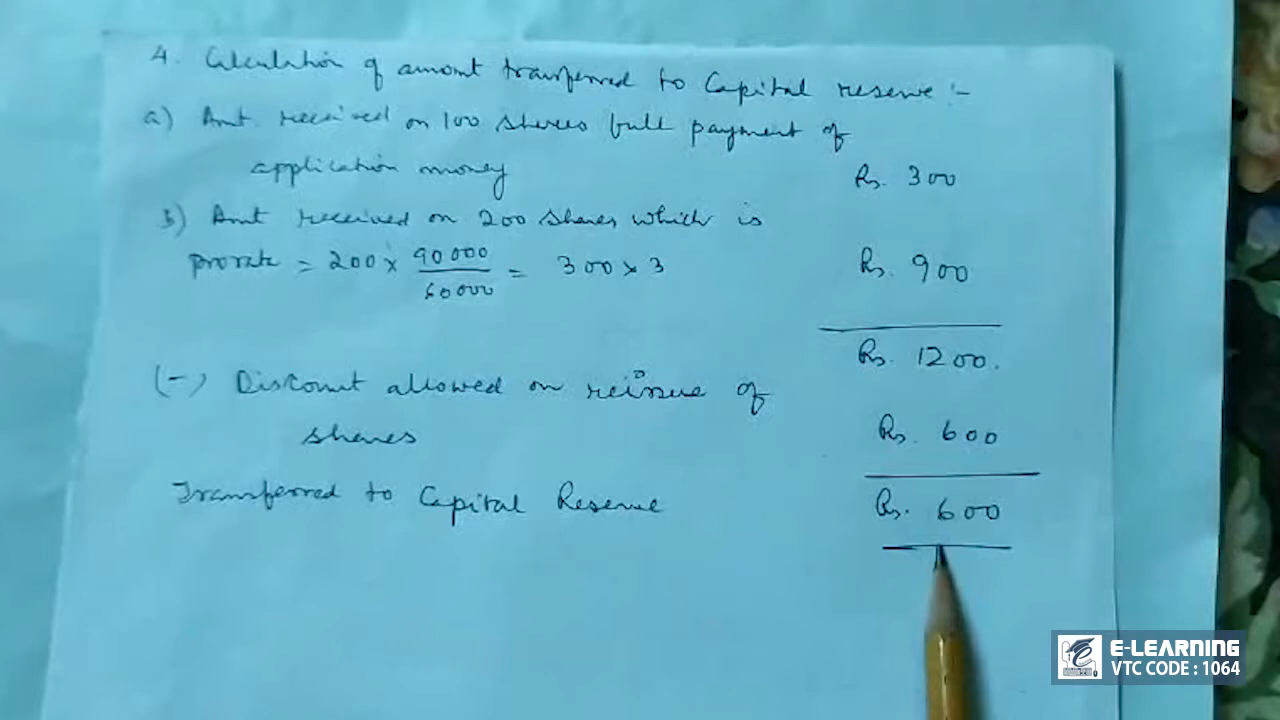 4. Calculation of amount transferred to Capital reserve :-
a) Amt. received on 100 shares full payment of
application money Rs. 300
b) Amt received on 200 shares which is
prorate = 200 × 90000/60000 = 300 × 3 Rs. 900
Rs. 1200.
(-) Discount allowed on reissue of
shares Rs. 600
Transferred to Capital Reserve Rs. 600
E-LEARNING
VTC CODE : 1064